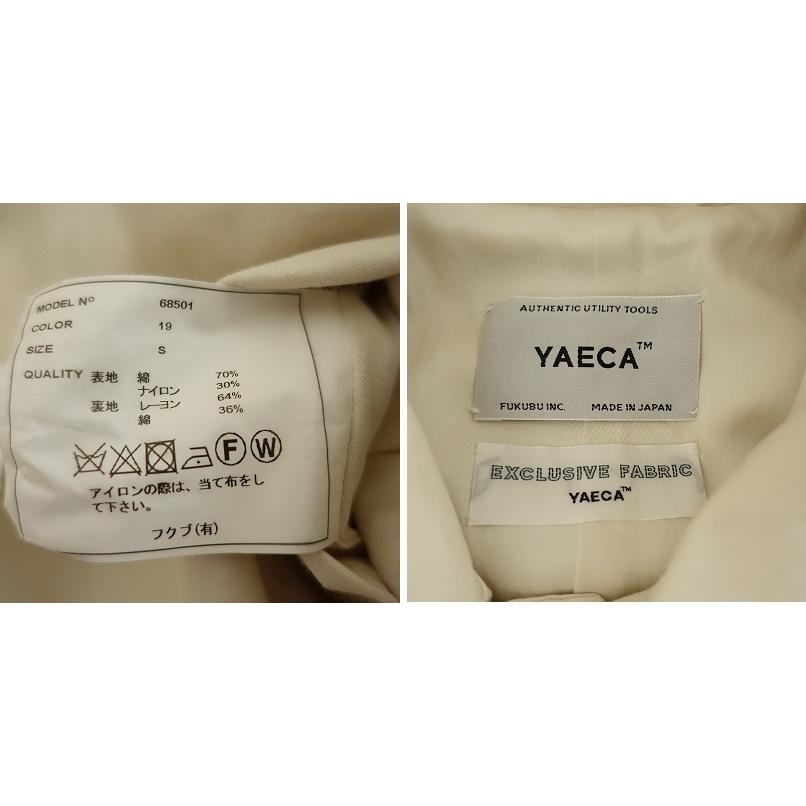 MODEL Nº 68501
COLOR 19
SIZE S
QUALITY 表地 綿 70%
ナイロン 30%
裏地 レーヨン 64%
綿 36%
F W
アイロンの際は、当て布をし
て下さい。
フクブ(有)
AUTHENTIC UTILITY TOOLS
YAECA™
FUKUBU INC. MADE IN JAPAN
EXCLUSIVE FABRIC
YAECA™